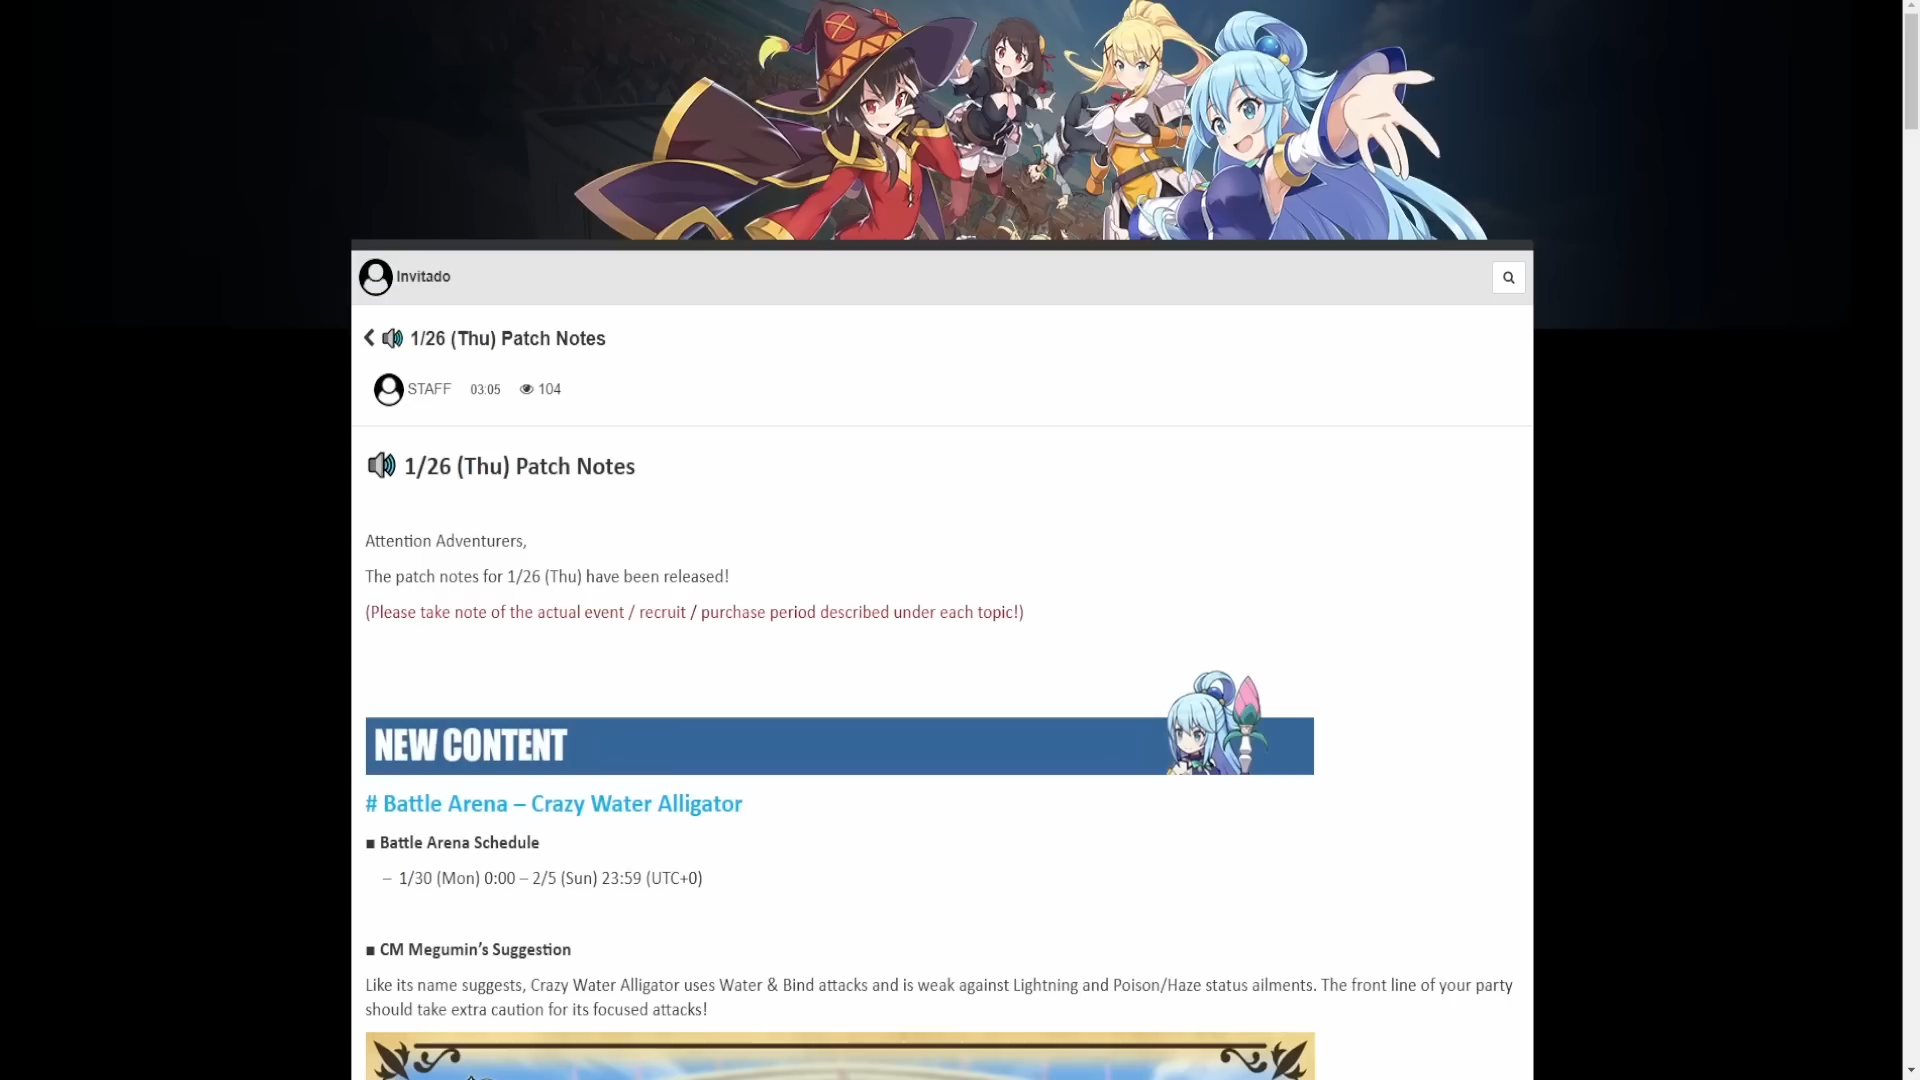 Invitado
1/26 (Thu) Patch Notes
STAFF 03:05 104
1/26 (Thu) Patch Notes
Attention Adventurers,
The patch notes for 1/26 (Thu) have been released!
(Please take note of the actual event / recruit / purchase period described under each topic!)
NEW CONTENT
# Battle Arena – Crazy Water Alligator
■ Battle Arena Schedule
– 1/30 (Mon) 0:00 – 2/5 (Sun) 23:59 (UTC+0)
■ CM Megumin’s Suggestion
Like its name suggests, Crazy Water Alligator uses Water & Bind attacks and is weak against Lightning and Poison/Haze status ailments. The front line of your party
should take extra caution for its focused attacks!